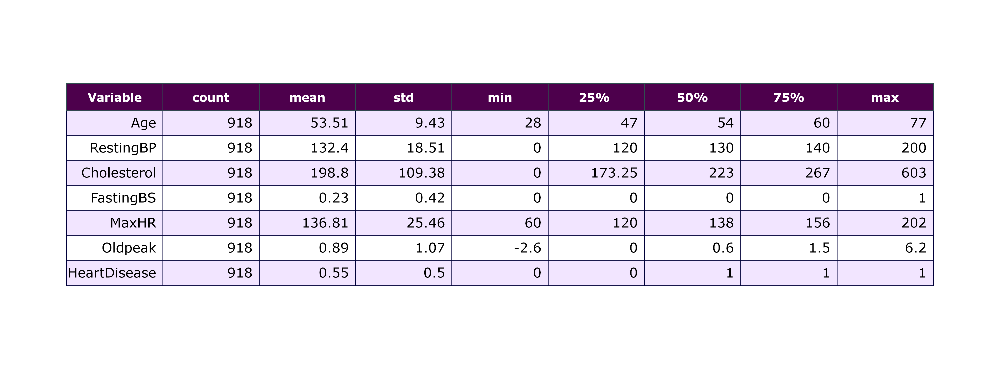 Variable count mean std min 25% 50% 75% max
Age 918 53.51 9.43 28 47 54 60 77
RestingBP 918 132.4 18.51 0 120 130 140 200
Cholesterol 918 198.8 109.38 0 173.25 223 267 603
FastingBS 918 0.23 0.42 0 0 0 0 1
MaxHR 918 136.81 25.46 60 120 138 156 202
Oldpeak 918 0.89 1.07 -2.6 0 0.6 1.5 6.2
HeartDisease 918 0.55 0.5 0 0 1 1 1